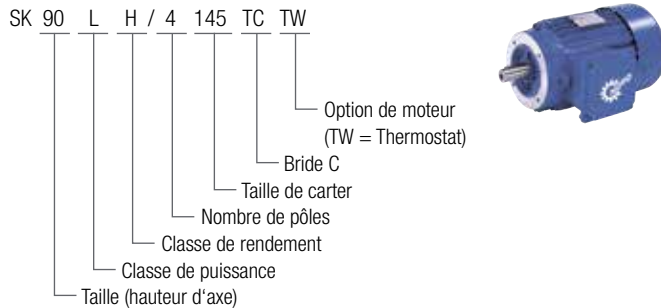 SK 90 L H / 4 145 TC TW
Option de moteur
(TW = Thermostat)
Bride C
Taille de carter
Nombre de pôles
Classe de rendement
Classe de puissance
Taille (hauteur d‘axe)